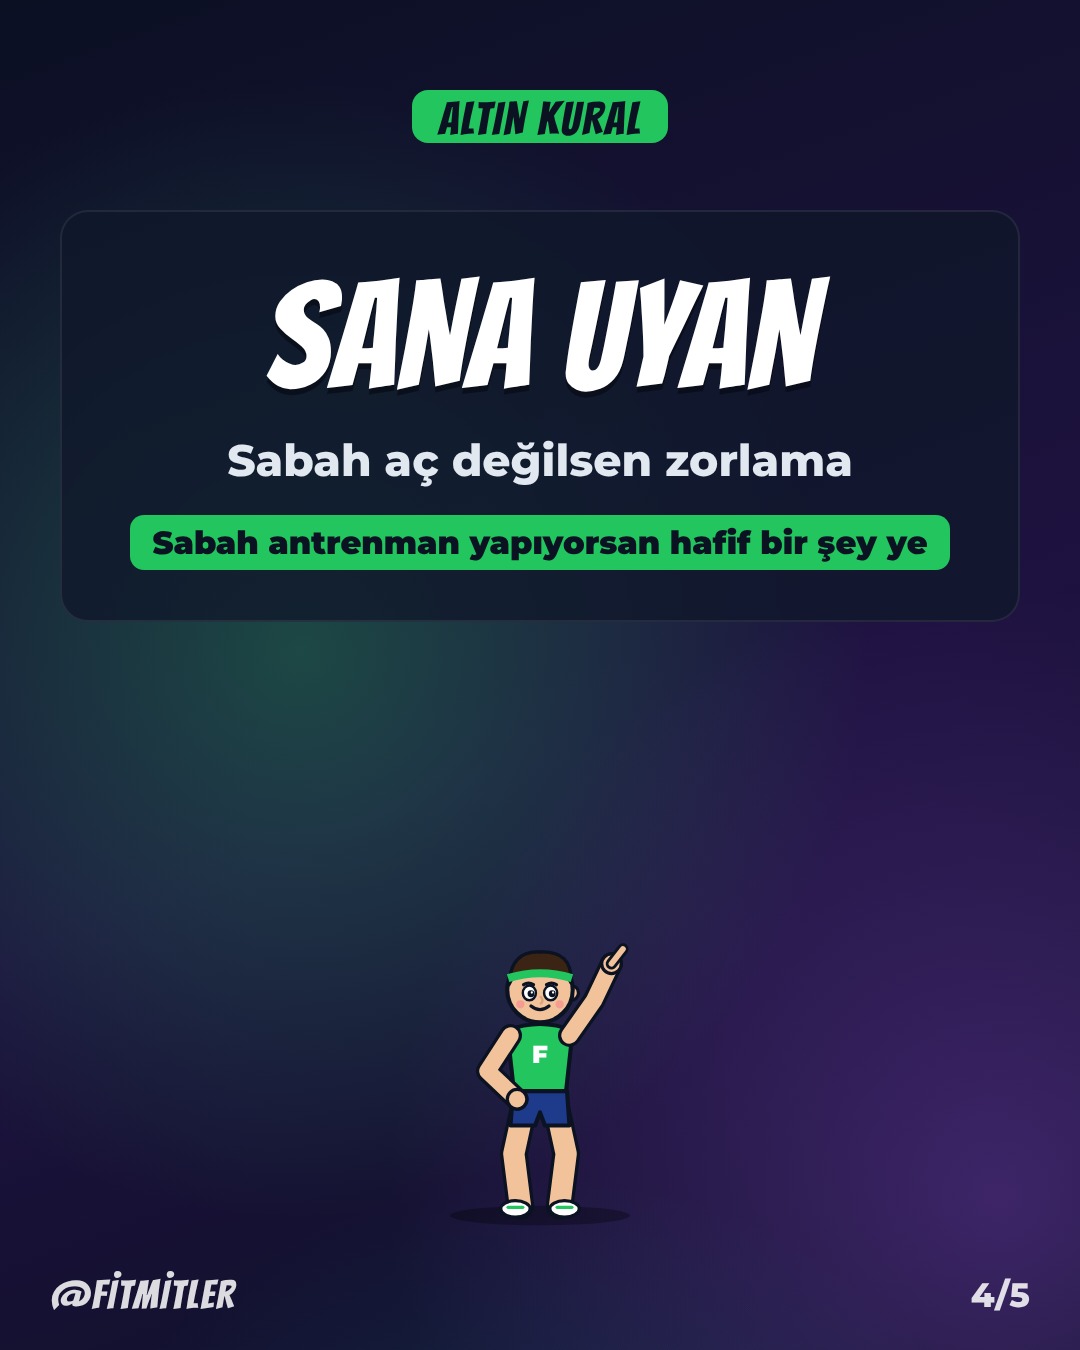 ALTIN KURAL
SANA UYAN
Sabah aç değilsen zorlama
Sabah antrenman yapıyorsan hafif bir şey ye
F
@FİTMİTLER
4/5